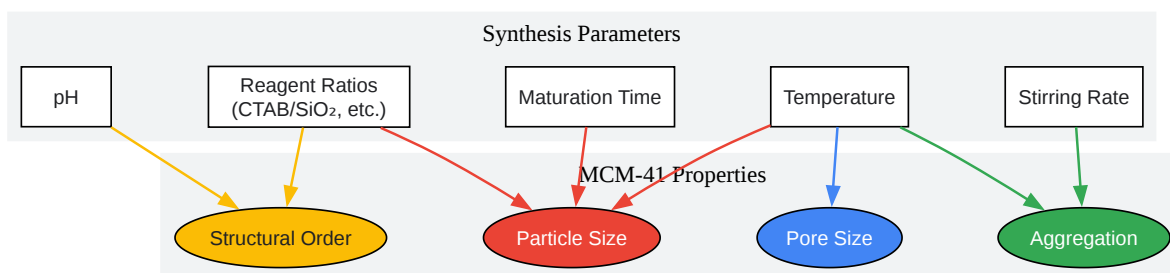 Synthesis Parameters
pH
Reagent Ratios
(CTAB/SiO₂, etc.)
Maturation Time
Temperature
Stirring Rate
MCM-41 Properties
Structural Order
Particle Size
Pore Size
Aggregation